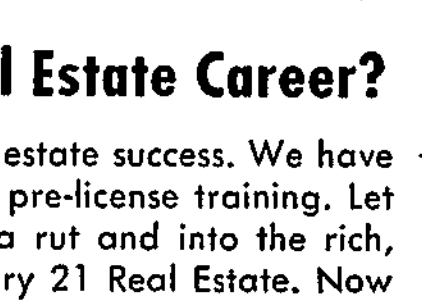 l Estate Career?
estate success. We have
pre-license training. Let
a rut and into the rich,
ry 21 Real Estate. Now